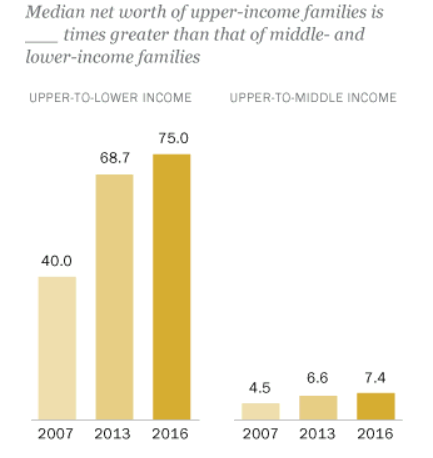 Median net worth of upper-income families is
___ times greater than that of middle- and
lower-income families
UPPER-TO-LOWER INCOME
40.0
68.7
75.0
2007 2013 2016
UPPER-TO-MIDDLE INCOME
4.5
6.6
7.4
2007 2013 2016